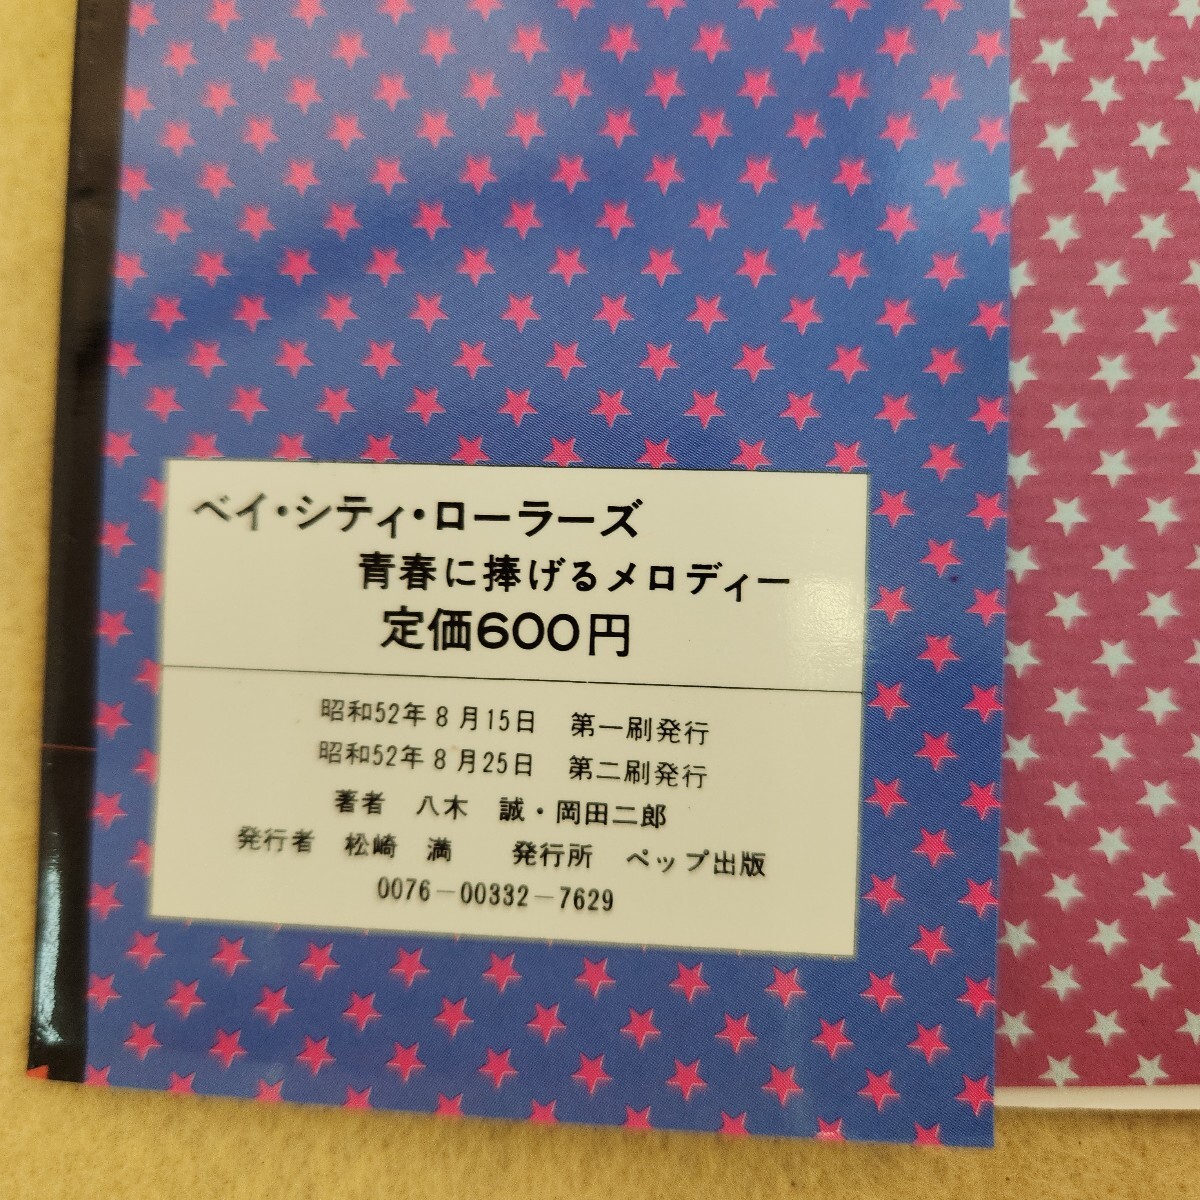 ベイ・シティ・ローラーズ
青春に捧げるメロディー
定価600円
昭和52年8月15日　第一刷発行
昭和52年8月25日　第二刷発行
著者　八木　誠・岡田二郎
発行者　松崎　満　　発行所　ペップ出版
0076－00332－7629